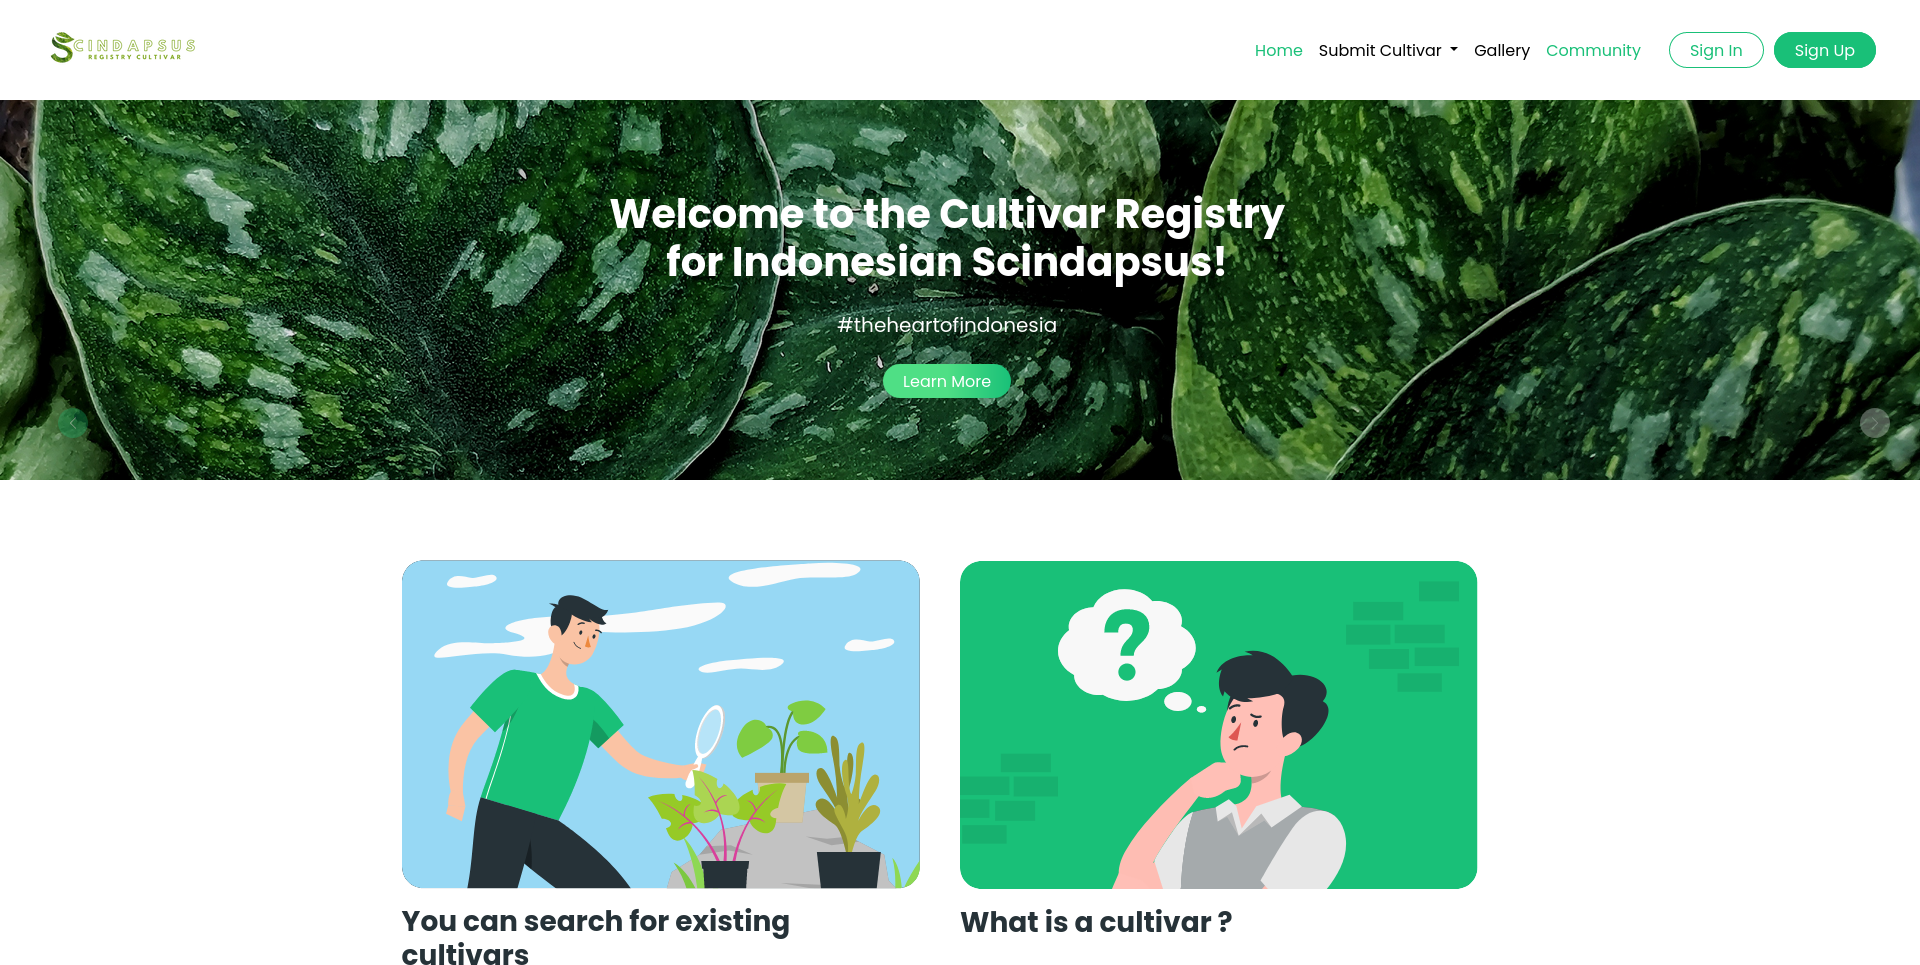 SCINDAPSUS
REGISTRY CULTIVAR
Home Submit Cultivar Gallery Community Sign In Sign Up
Welcome to the Cultivar Registry
for Indonesian Scindapsus!
#theheartofindonesia
Learn More
?
You can search for existing
cultivars
What is a cultivar ?